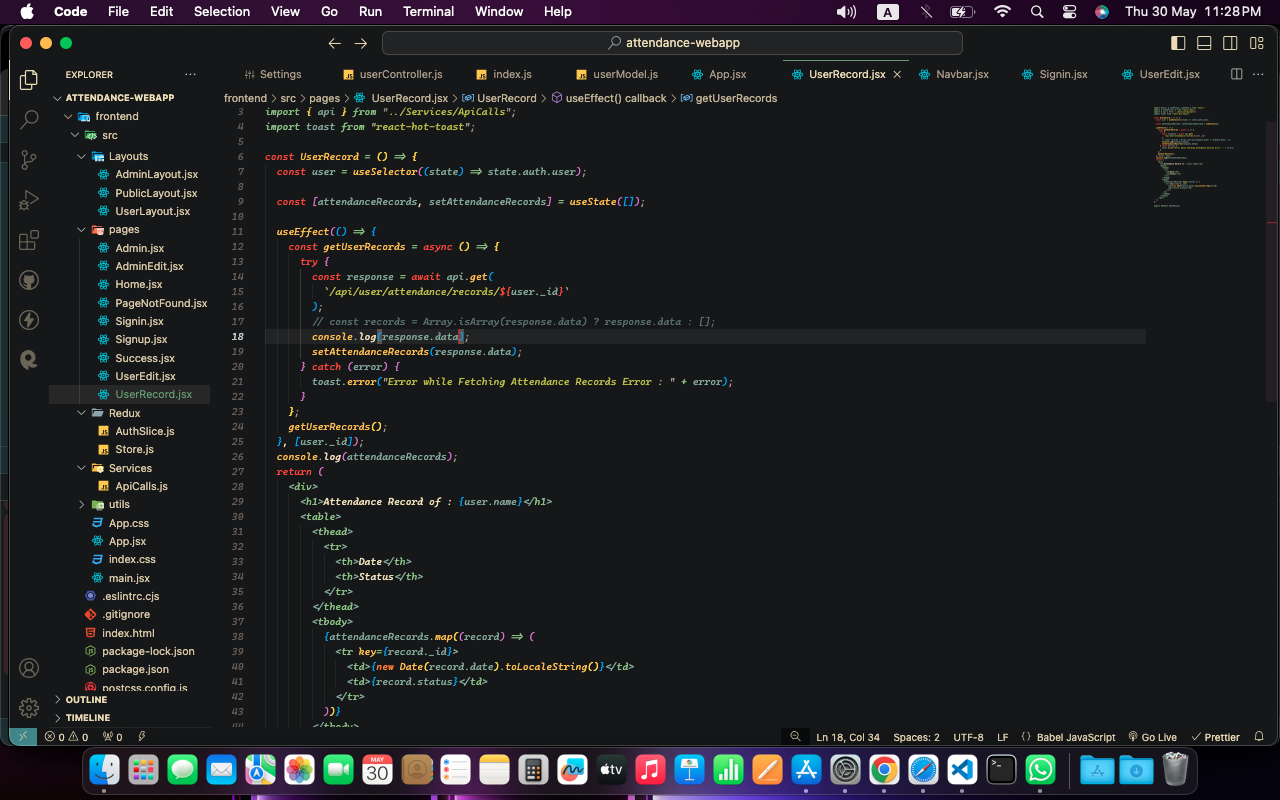 Code File Edit Selection View Go Run Terminal Window Help A Thu 30 May 11:28 PM
attendance-webapp
EXPLORER
Settings userController.js index.js userModel.js App.jsx UserRecord.jsx Navbar.jsx Signin.jsx UserEdit.jsx
frontend > src > pages > UserRecord.jsx > UserRecord > useEffect() callback > getUserRecords
ATTENDANCE-WEBAPP
frontend
src
Layouts
AdminLayout.jsx
PublicLayout.jsx
UserLayout.jsx
pages
Admin.jsx
AdminEdit.jsx
Home.jsx
PageNotFound.jsx
Signin.jsx
Signup.jsx
Success.jsx
UserEdit.jsx
UserRecord.jsx
Redux
AuthSlice.js
Store.js
Services
ApiCalls.js
utils
App.css
App.jsx
index.css
main.jsx
.eslintrc.cjs
.gitignore
index.html
package-lock.json
package.json
postcss.config.js
OUTLINE
TIMELINE
3 import { api } from "../Services/ApiCalls";
4 import toast from "react-hot-toast";
5
6 const UserRecord = () => {
7 const user = useSelector((state) => state.auth.user);
8
9 const [attendanceRecords, setAttendanceRecords] = useState([]);
10
11 useEffect(() => {
12 const getUserRecords = async () => {
13 try {
14 const response = await api.get(
15 `/api/user/attendance/records/${user._id}`
16 );
17 // const records = Array.isArray(response.data) ? response.data : [];
18 console.log(response.data);
19 setAttendanceRecords(response.data);
20 } catch (error) {
21 toast.error("Error while Fetching Attendance Records Error : " + error);
22 }
23 };
24 getUserRecords();
25 }, [user._id]);
26 console.log(attendanceRecords);
27 return (
28 <div>
29 <h1>Attendance Record of : {user.name}</h1>
30 <table>
31 <thead>
32 <tr>
33 <th>Date</th>
34 <th>Status</th>
35 </tr>
36 </thead>
37 <tbody>
38 {attendanceRecords.map((record) => (
39 <tr key={record._id}>
40 <td>{new Date(record.date).toLocaleString()}</td>
41 <td>{record.status}</td>
42 </tr>
43 ))}
44 </tbody>
0 0 0 Ln 18, Col 34 Spaces: 2 UTF-8 LF {} Babel JavaScript Go Live Prettier
MAY
30
tv